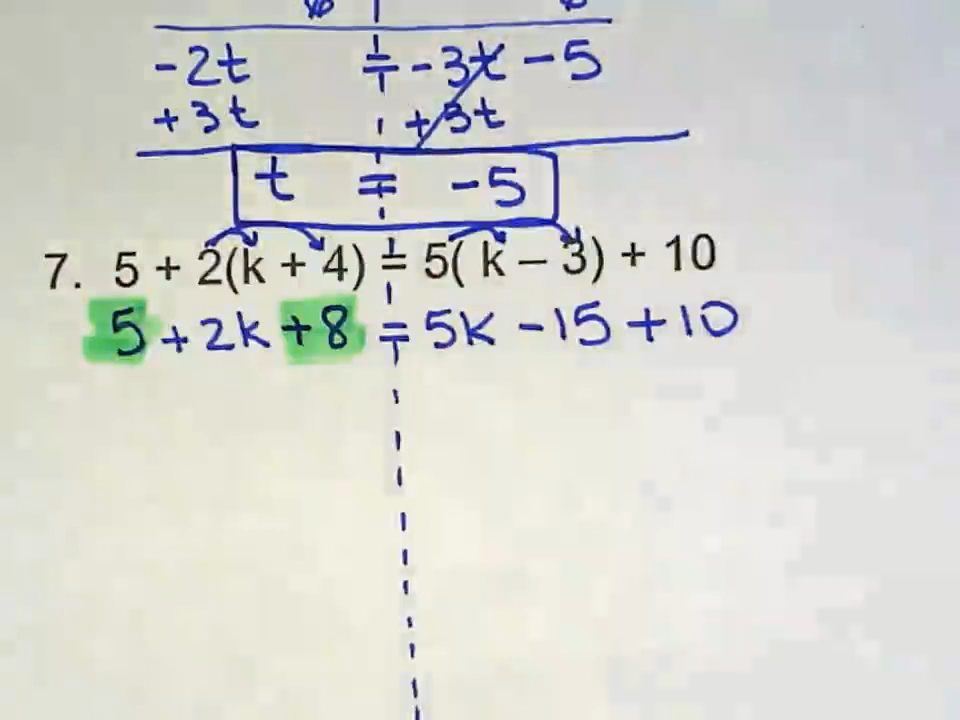 -2t = -3t -5
+3t +3t
t = -5
7. 5 + 2(k + 4) = 5( k – 3) + 10
5 +2k +8 = 5k -15 +10